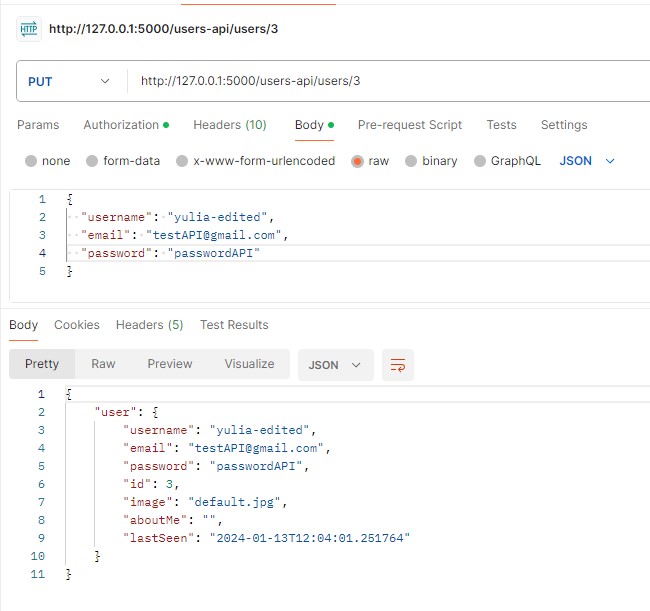 HTTP http://127.0.0.1:5000/users-api/users/3
PUT http://127.0.0.1:5000/users-api/users/3
Params Authorization Headers (10) Body Pre-request Script Tests Settings
none form-data x-www-form-urlencoded raw binary GraphQL JSON
1 {
2 "username": "yulia-edited",
3 "email": "testAPI@gmail.com",
4 "password": "passwordAPI"
5 }
Body Cookies Headers (5) Test Results
Pretty Raw Preview Visualize JSON
1 {
2 "user": {
3 "username": "yulia-edited",
4 "email": "testAPI@gmail.com",
5 "password": "passwordAPI",
6 "id": 3,
7 "image": "default.jpg",
8 "aboutMe": "",
9 "lastSeen": "2024-01-13T12:04:01.251764"
10 }
11 }